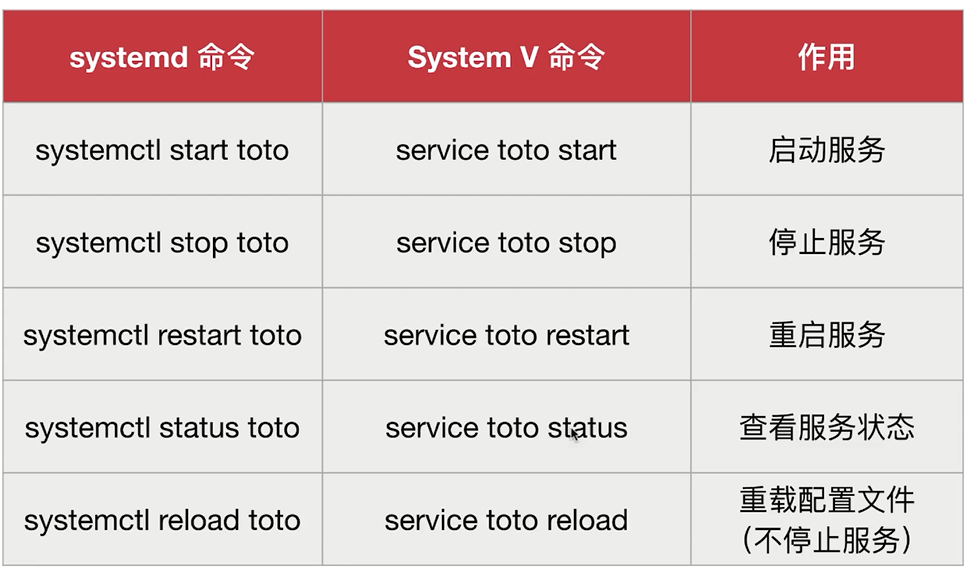 systemd 命令 System V 命令 作用
systemctl start toto service toto start 启动服务
systemctl stop toto service toto stop 停止服务
systemctl restart toto service toto restart 重启服务
systemctl status toto service toto status 查看服务状态
systemctl reload toto service toto reload 重载配置文件
（不停止服务）